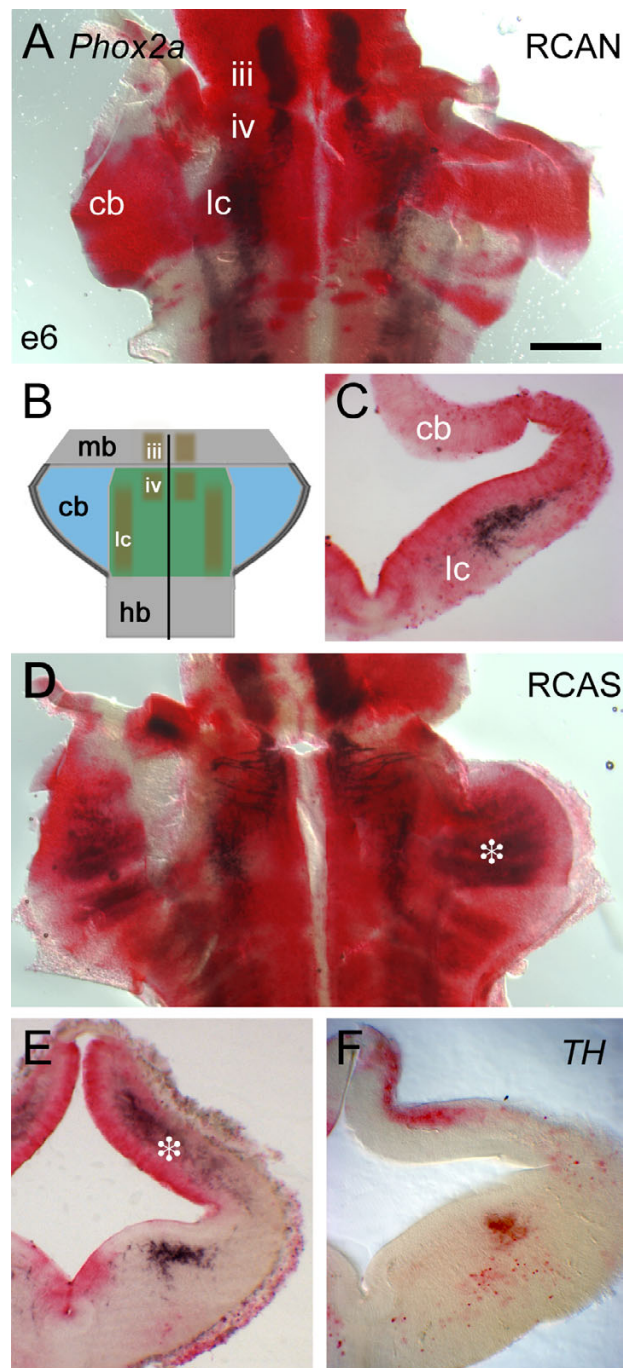 A Phox2a RCAN
iii
iv
cb lc
e6
B C
mb iii cb
iv
cb
lc
hb lc
D RCAS
E F TH